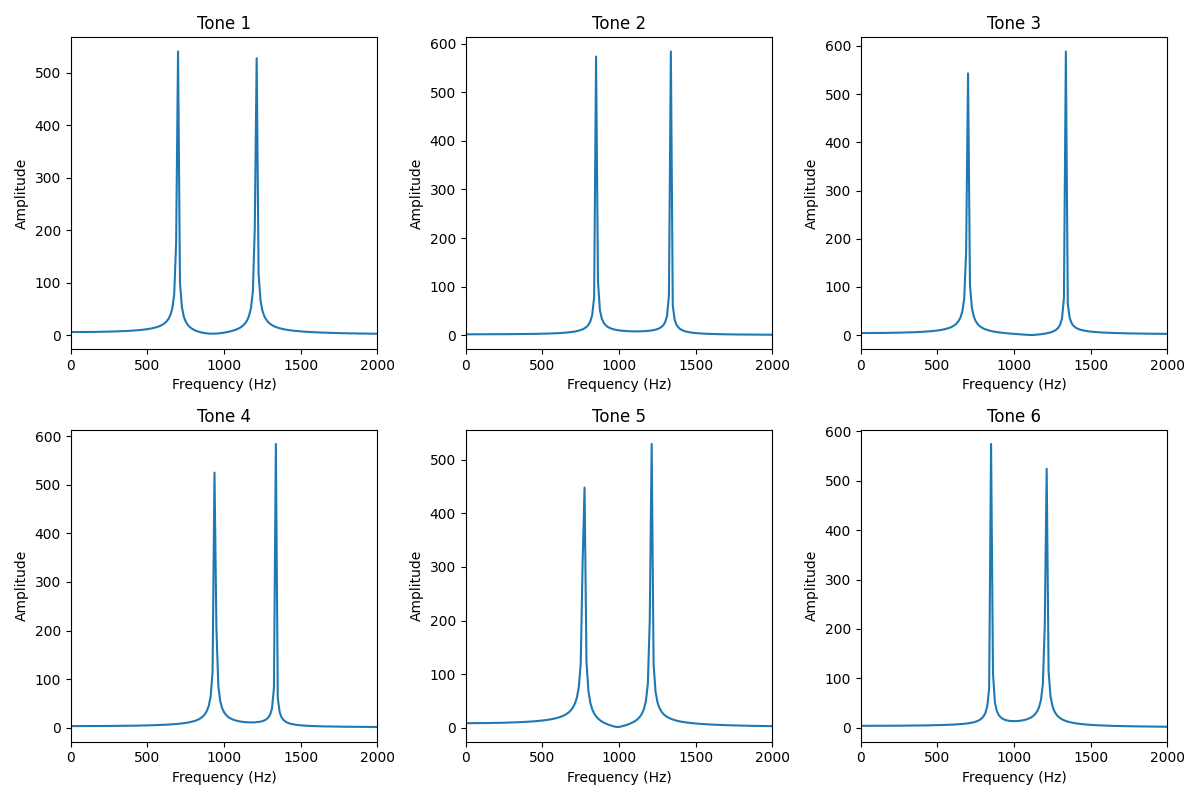 Tone 1 Tone 2 Tone 3
500 600 600
400 500 500
300 400 400
200 300 300
100 200 200
0 100 100
0 0
Amplitude Amplitude Amplitude
0 500 1000 1500 2000 0 500 1000 1500 2000 0 500 1000 1500 2000
Frequency (Hz) Frequency (Hz) Frequency (Hz)
Tone 4 Tone 5 Tone 6
600 500 600
500 400 500
400 300 400
300 200 300
200 100 200
100 0 100
0 0
Amplitude Amplitude Amplitude
0 500 1000 1500 2000 0 500 1000 1500 2000 0 500 1000 1500 2000
Frequency (Hz) Frequency (Hz) Frequency (Hz)